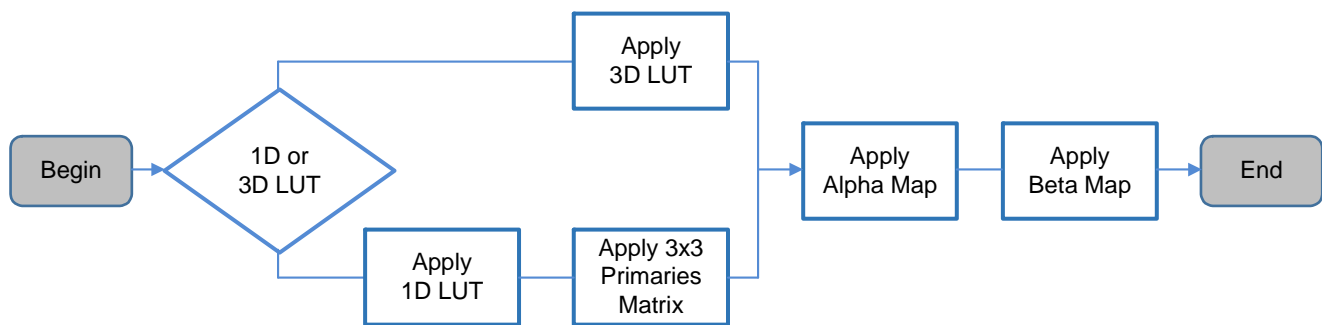 Begin
1D or
3D LUT
Apply
3D LUT
Apply
1D LUT
Apply 3x3
Primaries
Matrix
Apply
Alpha Map
Apply
Beta Map
End